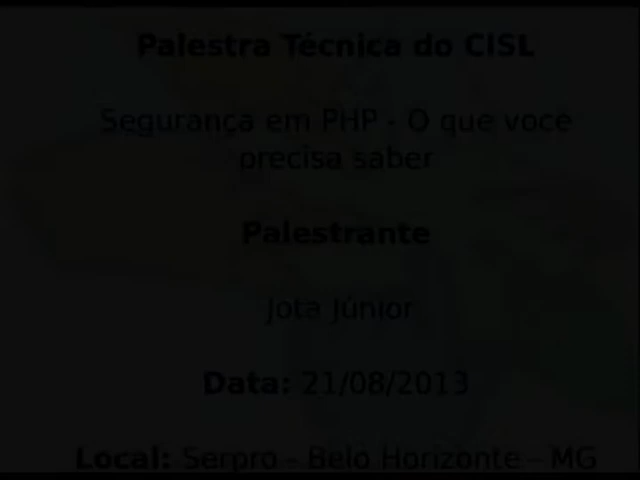 Palestra Técnica do CISL
Segurança em PHP - O que você
precisa saber
Palestrante
Jota Júnior
Data: 21/08/2013
Local: Serpro - Belo Horizonte - MG